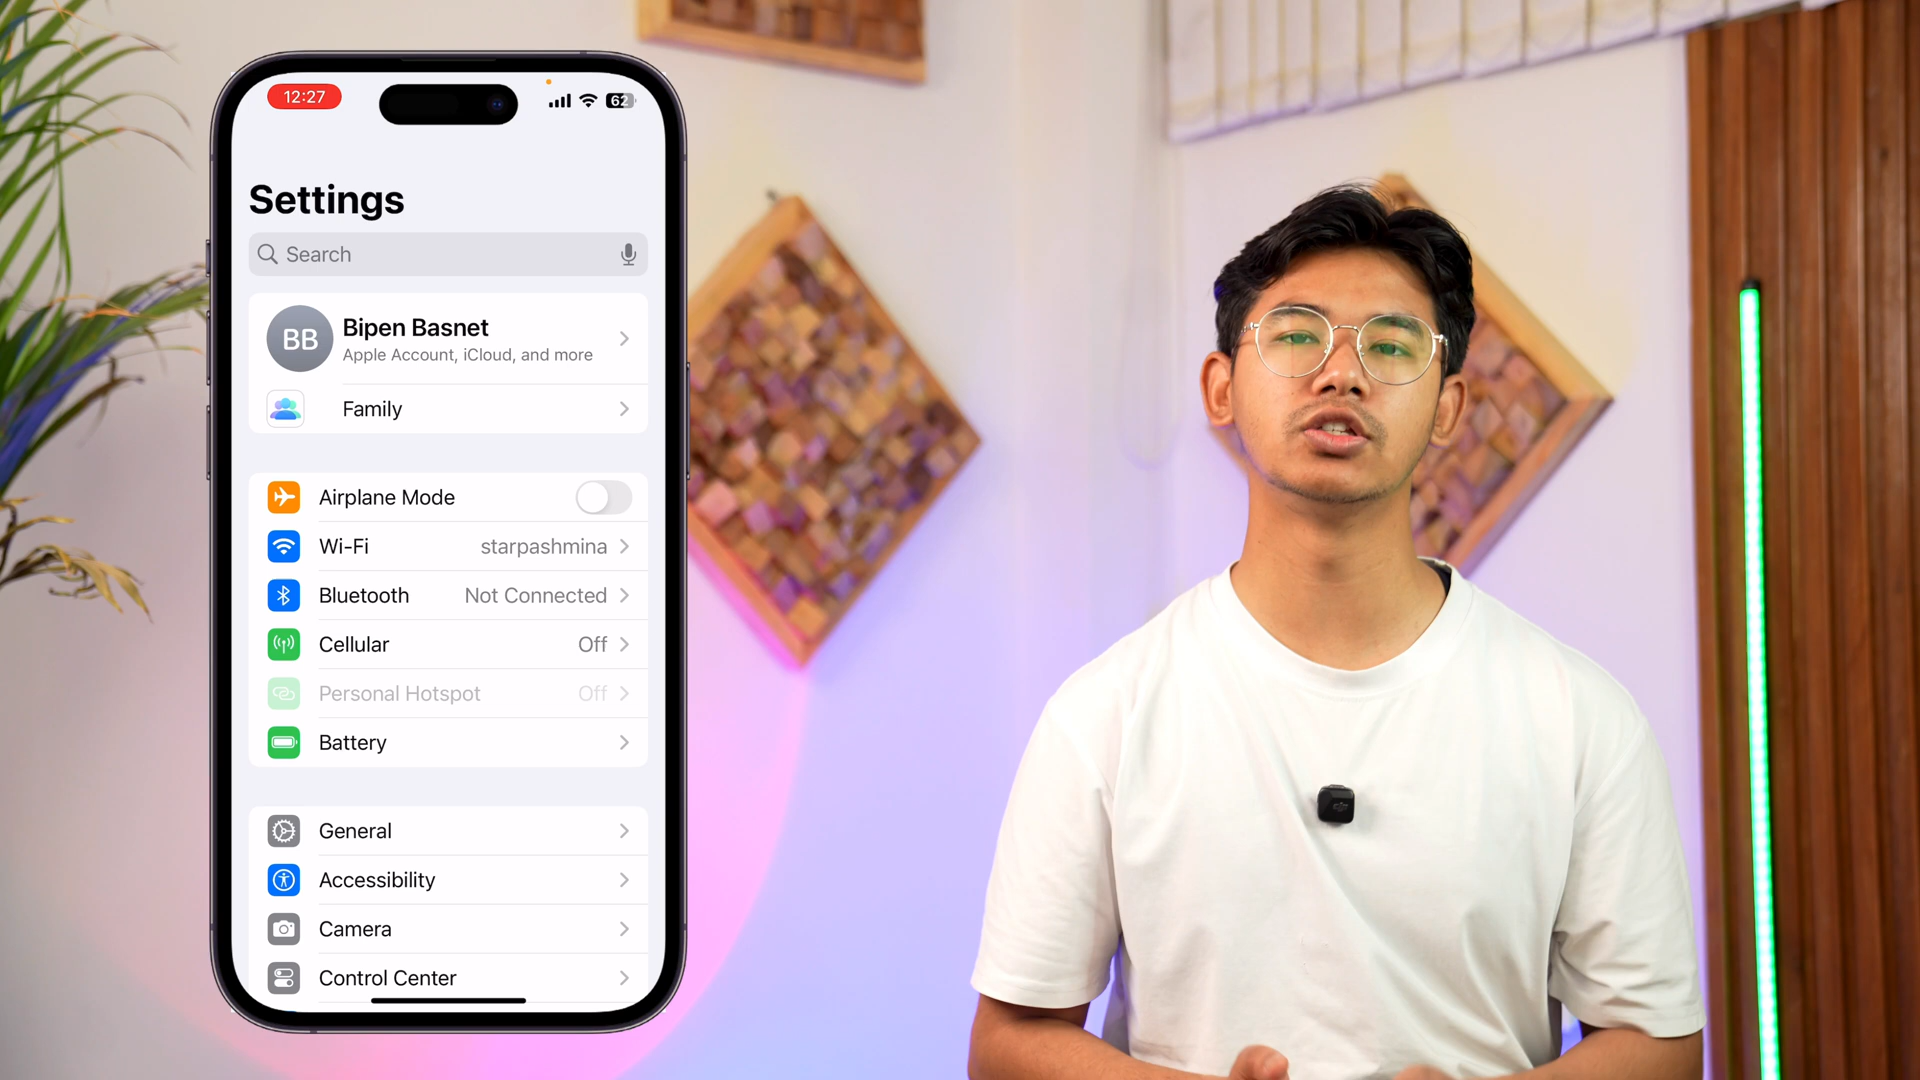 12:27
62
Settings
Search
BB
Bipen Basnet
Apple Account, iCloud, and more
Family
Airplane Mode
Wi-Fi starpashmina
Bluetooth Not Connected
Cellular Off
Personal Hotspot Off
Battery
General
Accessibility
Camera
Control Center